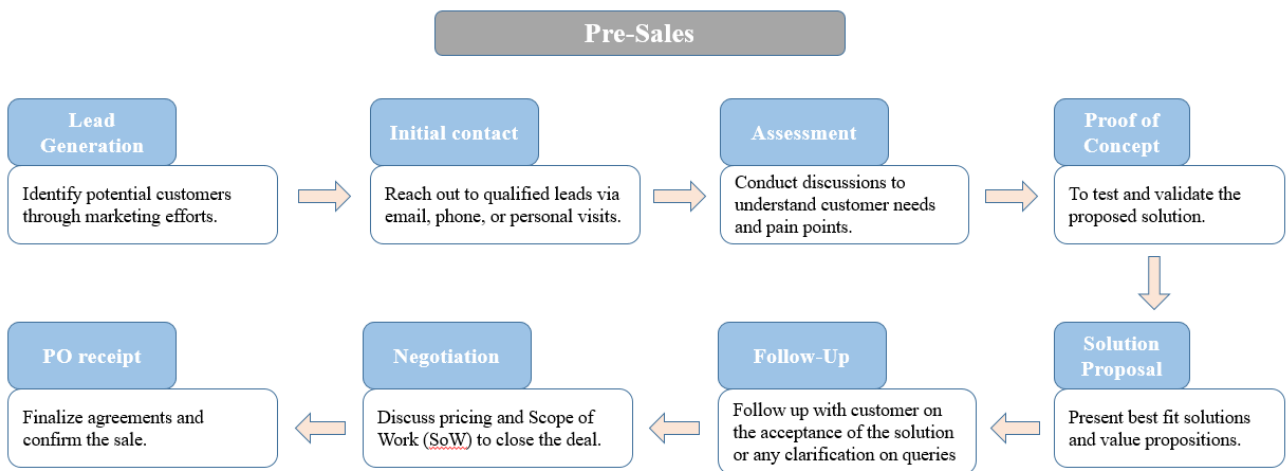 Pre-Sales
Lead
Generation
Identify potential customers
through marketing efforts.
Initial contact
Reach out to qualified leads via
email, phone, or personal visits.
Assessment
Conduct discussions to
understand customer needs
and pain points.
Proof of
Concept
To test and validate the
proposed solution.
Solution
Proposal
Present best fit solutions
and value propositions.
Follow-Up
Follow up with customer on
the acceptance of the solution
or any clarification on queries
Negotiation
Discuss pricing and Scope of
Work (SoW) to close the deal.
PO receipt
Finalize agreements and
confirm the sale.